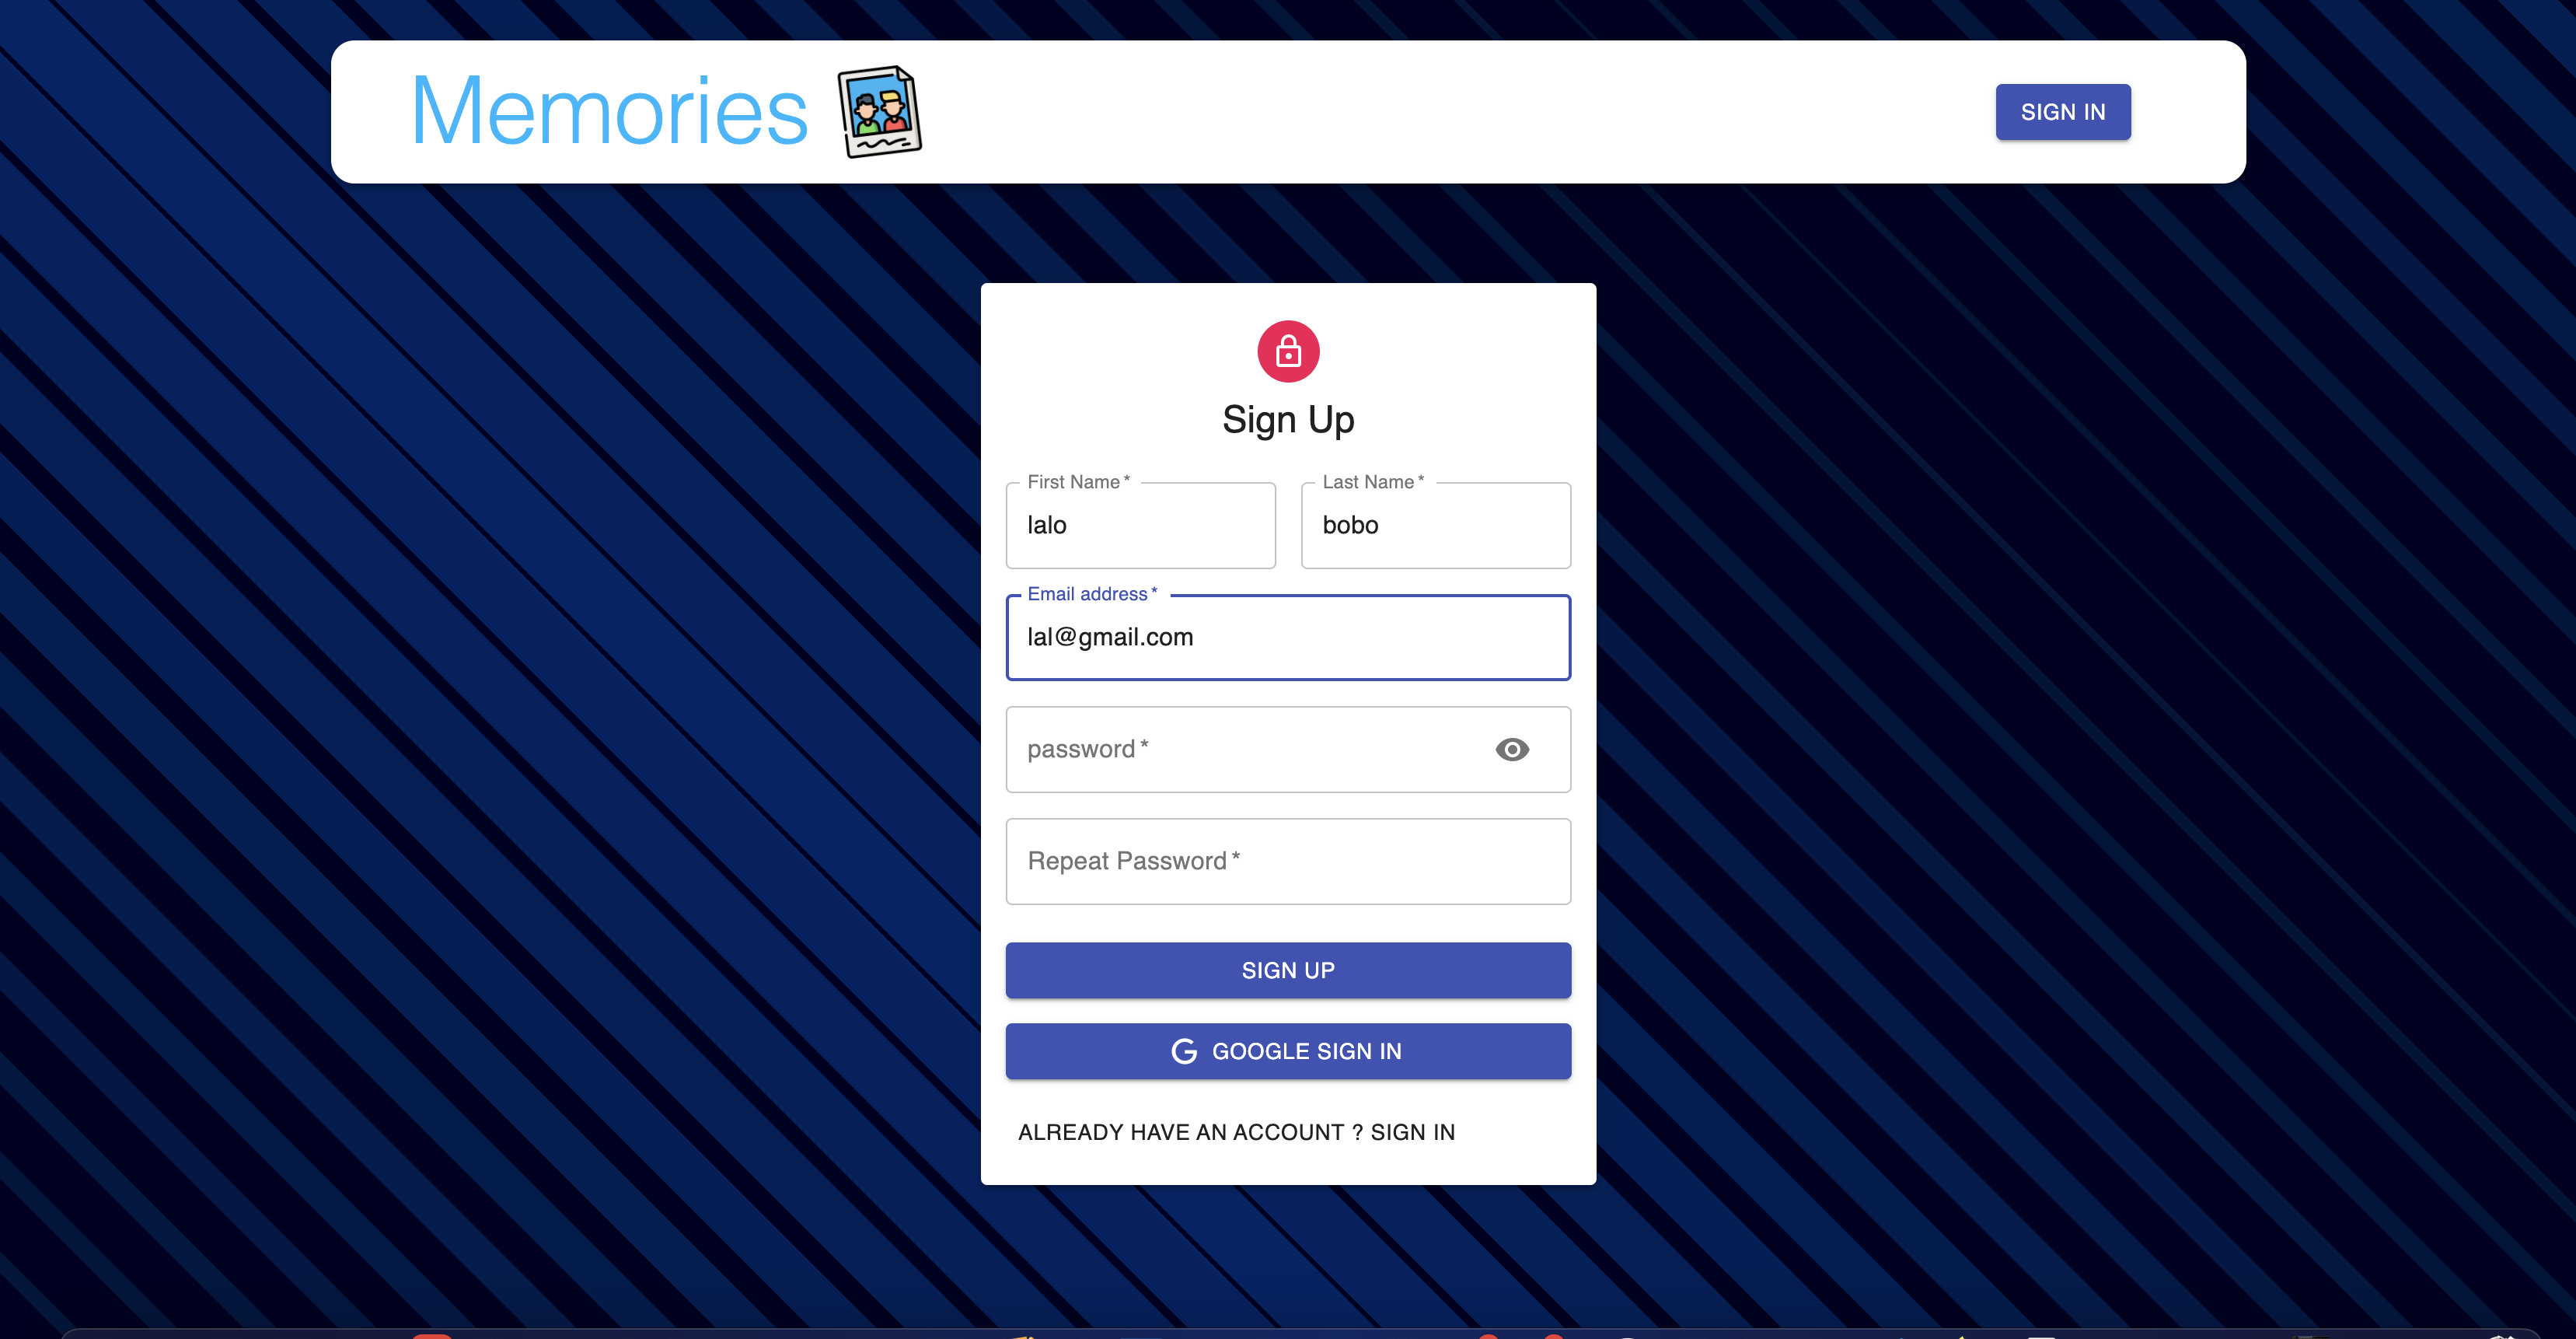 Memories
SIGN IN
Sign Up
First Name *
Last Name *
lalo
bobo
Email address *
lal@gmail.com
password *
Repeat Password *
SIGN UP
G GOOGLE SIGN IN
ALREADY HAVE AN ACCOUNT ? SIGN IN